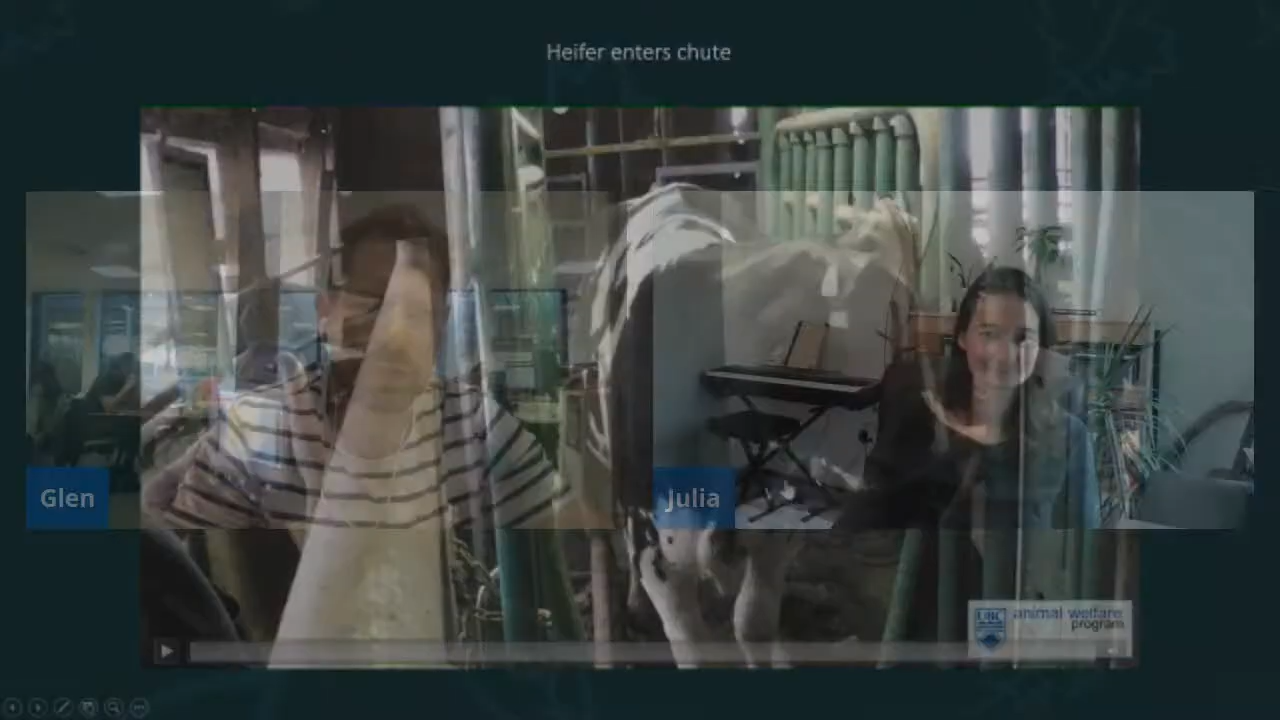 Heifer enters chute
Glen
Julia
UBC
animal welfare
program